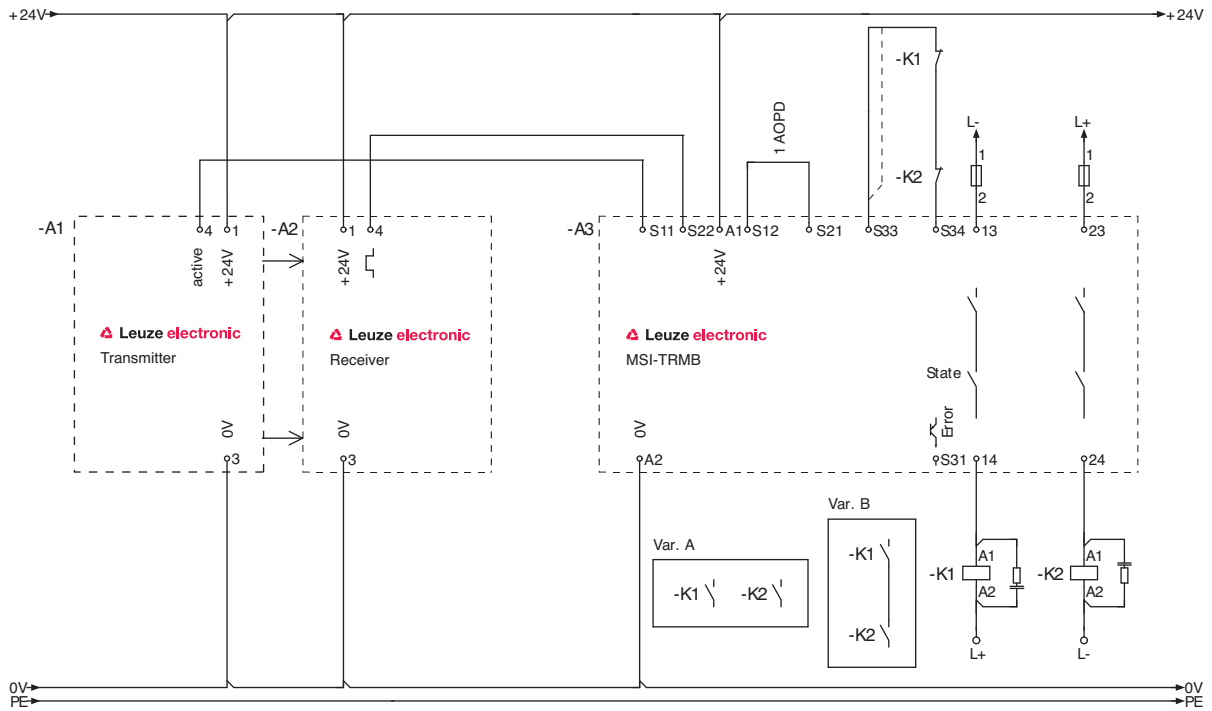 +24V
+24V
-K1
1 AOPD
L-
L+
1
1
-K2
2
2
-A1
4
1
-A2
1
4
-A3
S11
S22
A1
S12
S21
S33
S34
13
23
active
+24V
+24V
+24V
Leuze electronic
Transmitter
Leuze electronic
Receiver
Leuze electronic
MSI-TRMB
State
0V
0V
0V
Error
3
3
A2
S31
14
24
Var. A
-K1
-K2
Var. B
-K1
-K2
-K1
A1
A2
-K2
A1
A2
L+
L-
0V
0V
PE
PE